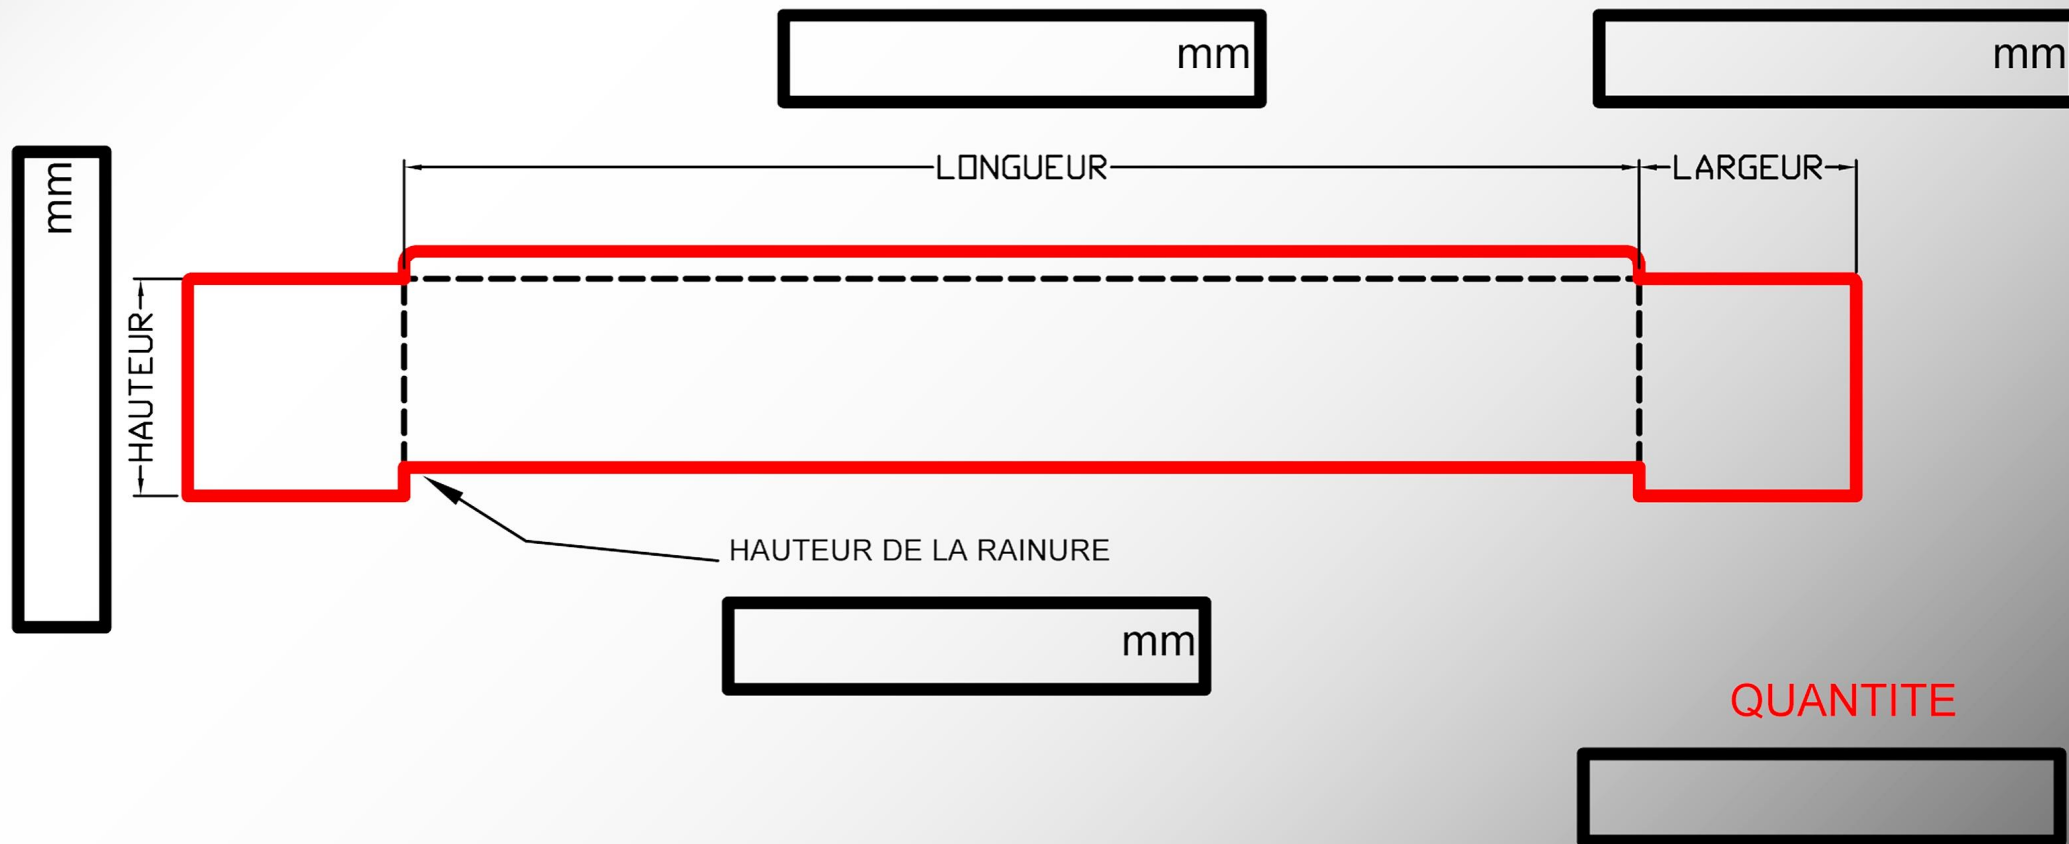 mm
mm
mm
LONGUEUR
LARGEUR
HAUTEUR
HAUTEUR DE LA RAINURE
mm
QUANTITE